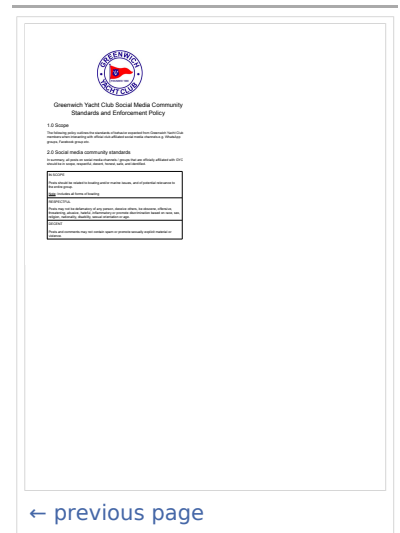 GREENWICH
YACHT CLUB
Greenwich Yacht Club Social Media Community
Standards and Enforcement Policy
1.0 Scope
The following policy outlines the standards of behavior expected from Greenwich Yacht Club
members when interacting with official club affiliated social media channels e.g. WhatsApp
groups, Facebook group etc.
2.0 Social media community standards
In summary, all posts on social media channels / groups that are officially affiliated with GYC
should be in scope, respectful, decent, honest, safe, and identified.
IN SCOPE
Posts should be related to boating and/or marine issues, and of potential relevance to
the entire group.
Note: includes all forms of boating.
RESPECTFUL
Posts may not be defamatory of any person, deceive others, be obscene, offensive,
threatening, abusive, hateful, inflammatory or promote discrimination based on race, sex,
religion, nationality, disability, sexual orientation or age.
DECENT
Posts and comments may not contain spam or promote sexually explicit material or
violence.
← previous page